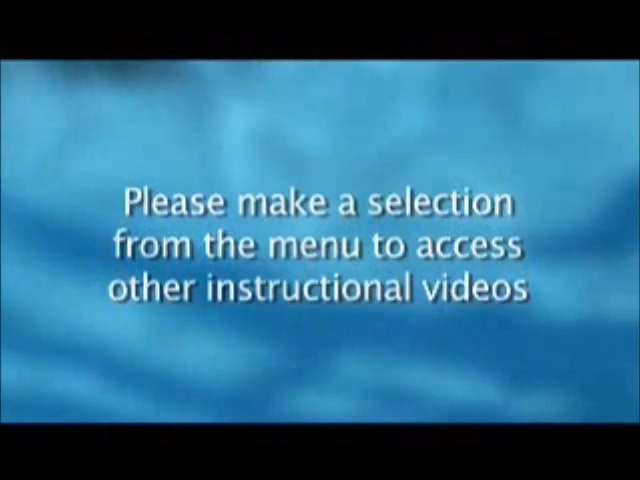 Please make a selection
from the menu to access
other instructional videos